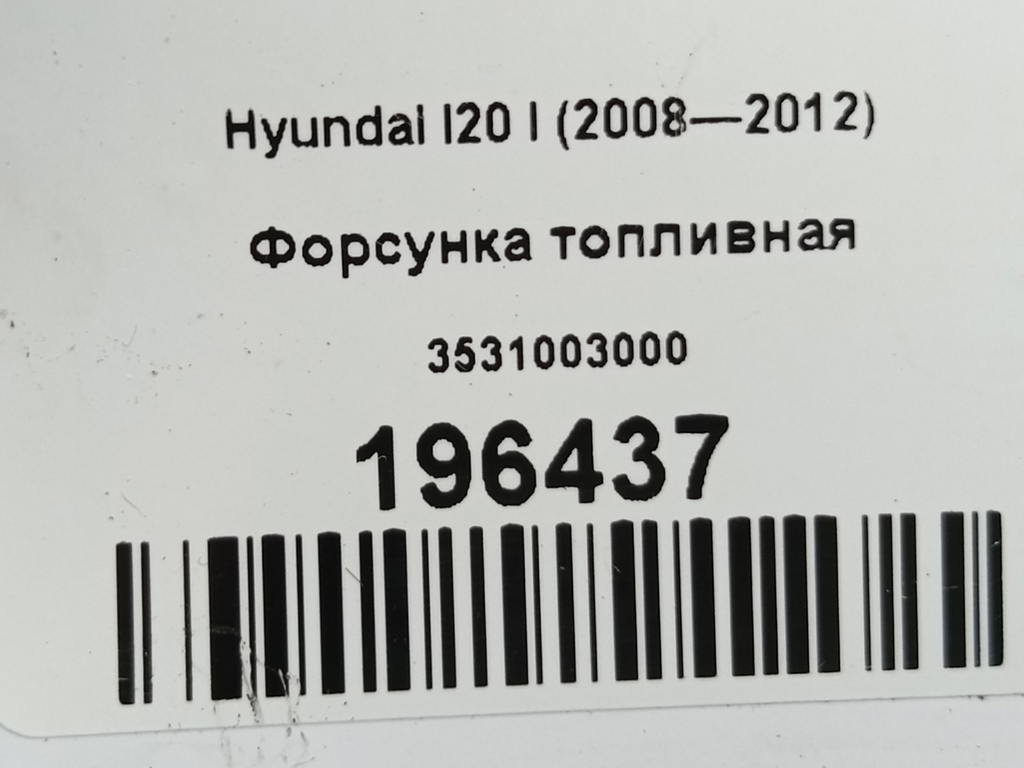 Hyundai I20 I (2008—2012)
Форсунка топливная
3531003000
196437